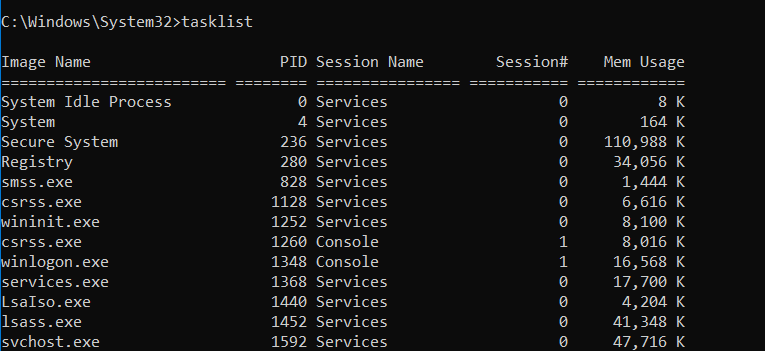 C:\Windows\System32>tasklist
Image Name                     PID Session Name        Session#    Mem Usage
========================= ======== ================ =========== ============
System Idle Process              0 Services                   0          8 K
System                           4 Services                   0        164 K
Secure System                  236 Services                   0    110,988 K
Registry                       280 Services                   0     34,056 K
smss.exe                       828 Services                   0      1,444 K
csrss.exe                     1128 Services                   0      6,616 K
wininit.exe                   1252 Services                   0      8,100 K
csrss.exe                     1260 Console                    1      8,016 K
winlogon.exe                  1348 Console                    1     16,568 K
services.exe                  1368 Services                   0     17,700 K
LsaIso.exe                    1440 Services                   0      4,204 K
lsass.exe                     1452 Services                   0     41,348 K
svchost.exe                   1592 Services                   0     47,716 K